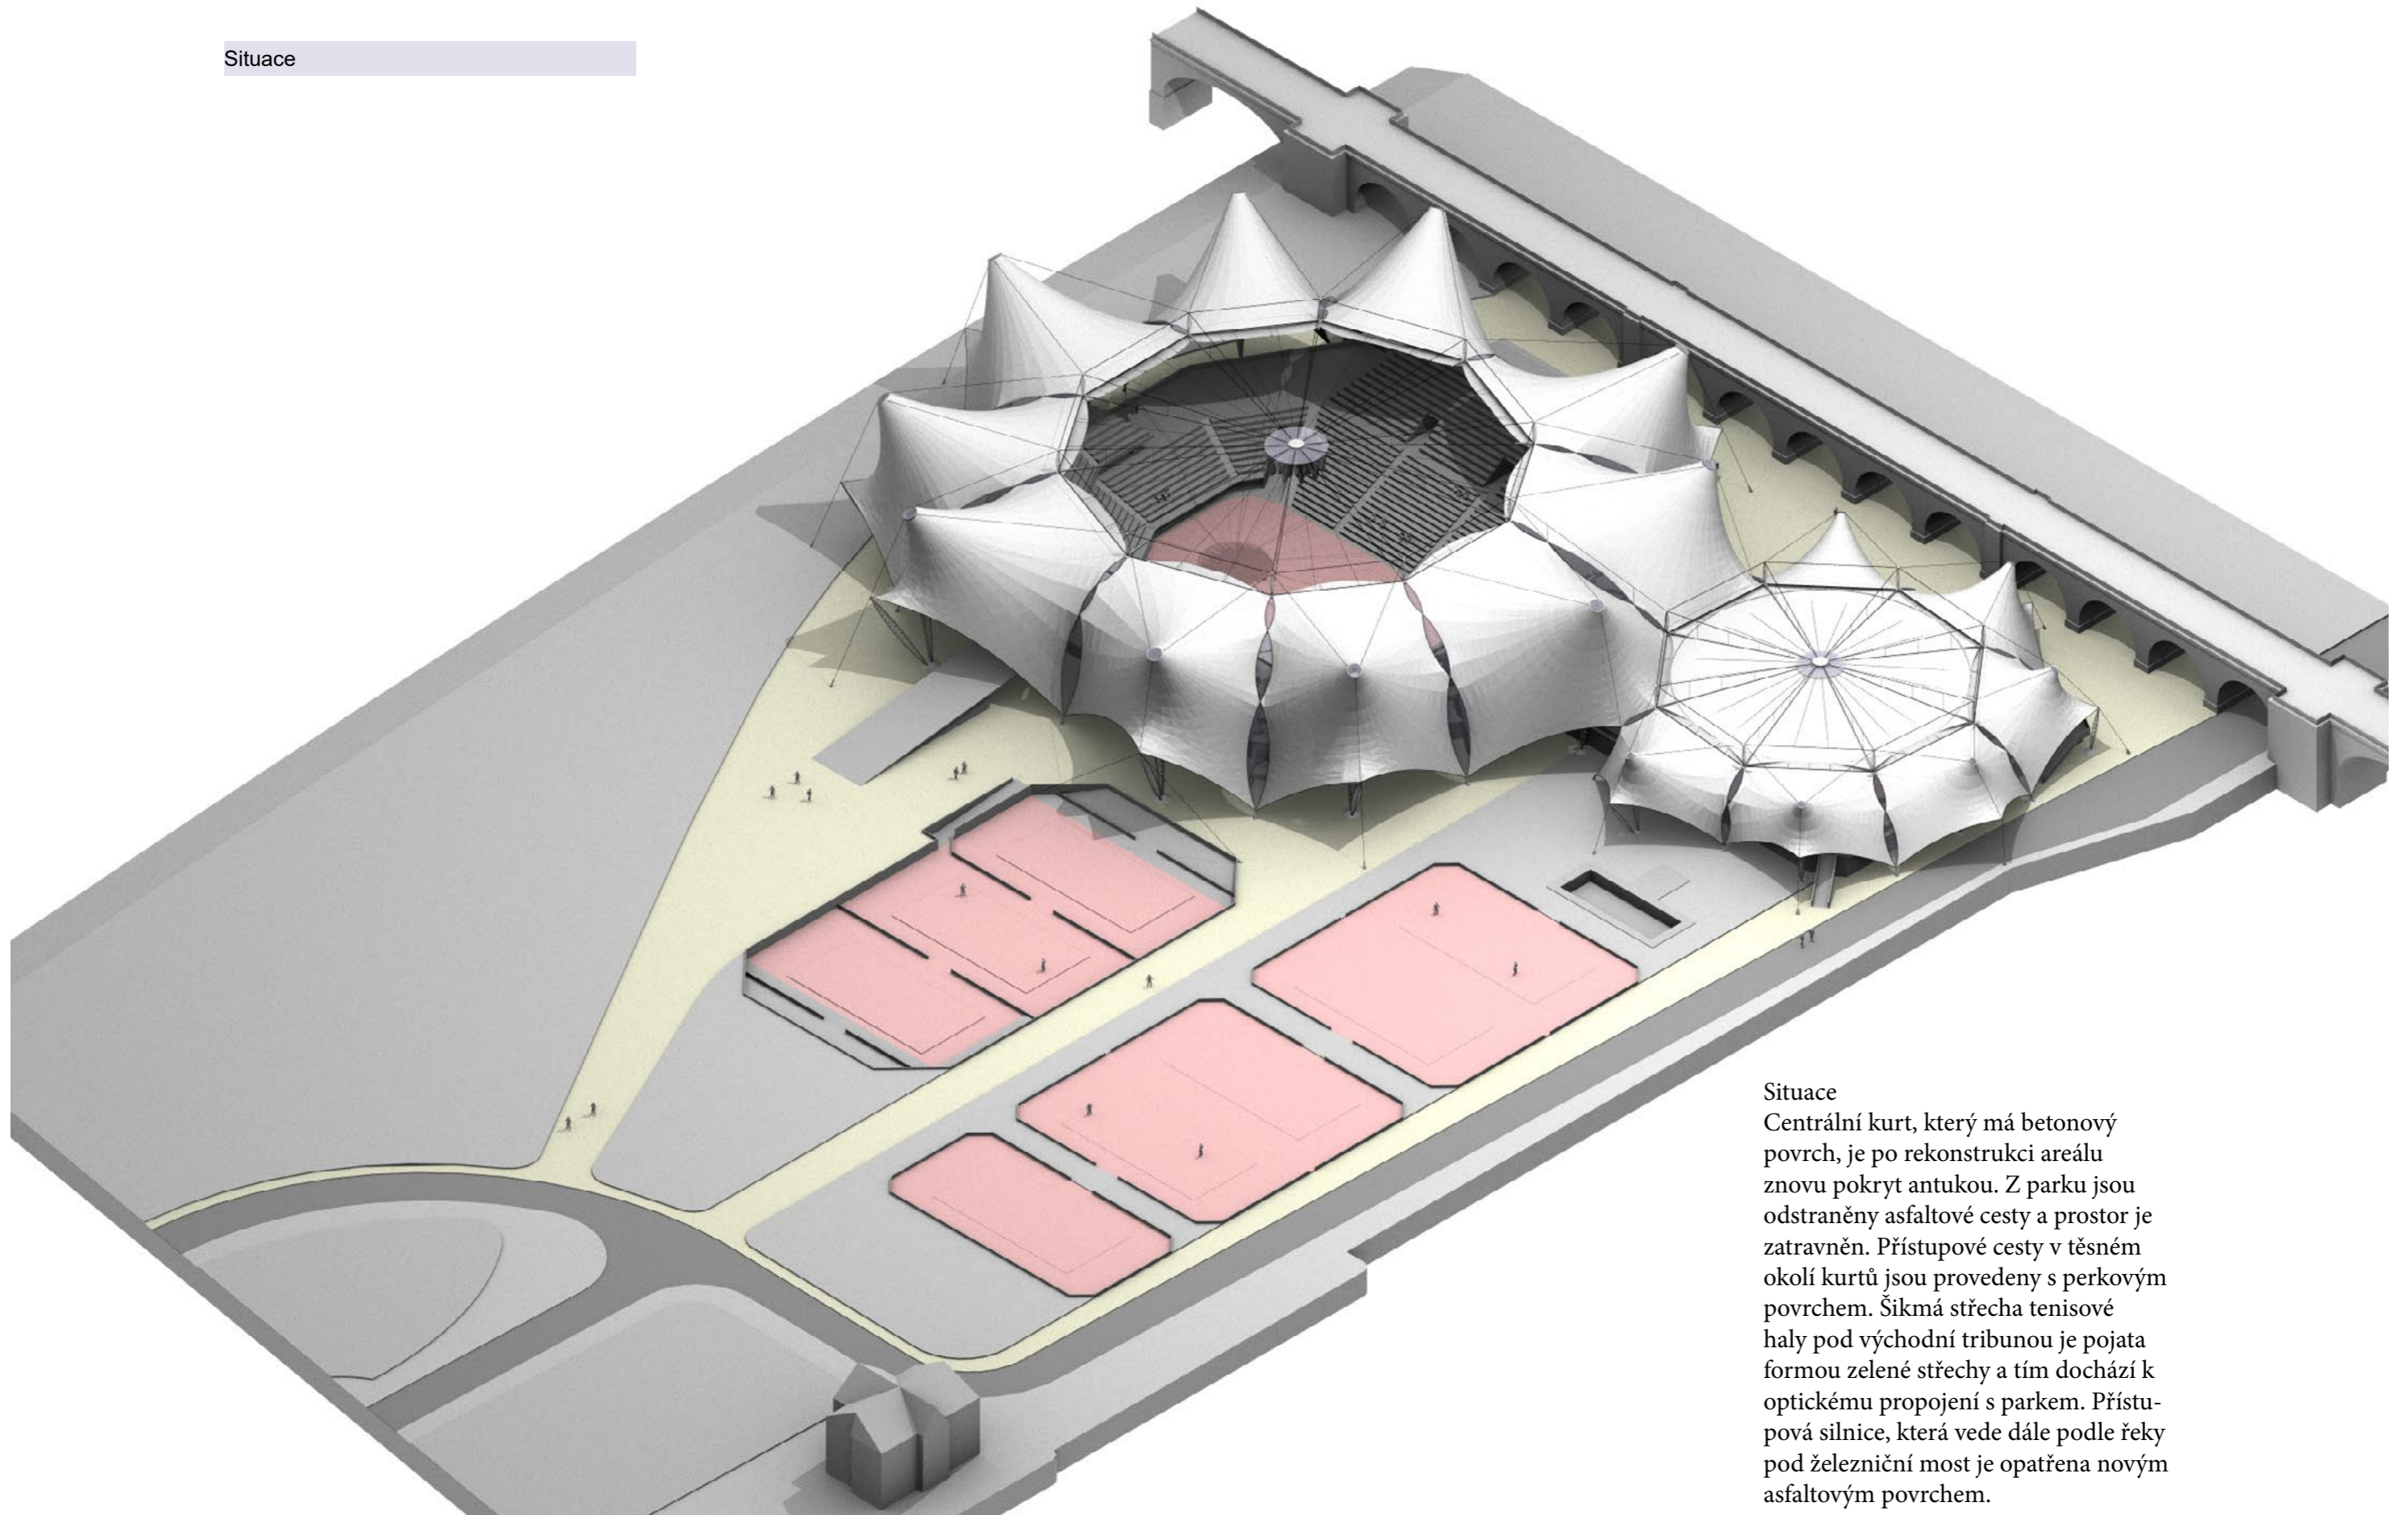 Situace
Situace
Centrální kurt, který má betonový
povrch, je po rekonstrukci areálu
znovu pokryt antukou. Z parku jsou
odstraněny asfaltové cesty a prostor je
zatravněn. Přístupové cesty v těsném
okolí kurtů jsou provedeny s perkovým
povrchem. Šikmá střecha tenisové
haly pod východní tribunou je pojata
formou zelené střechy a tím dochází k
optickému propojení s parkem. Přístu-
pová silnice, která vede dále podle řeky
pod železniční most je opatřena novým
asfaltovým povrchem.